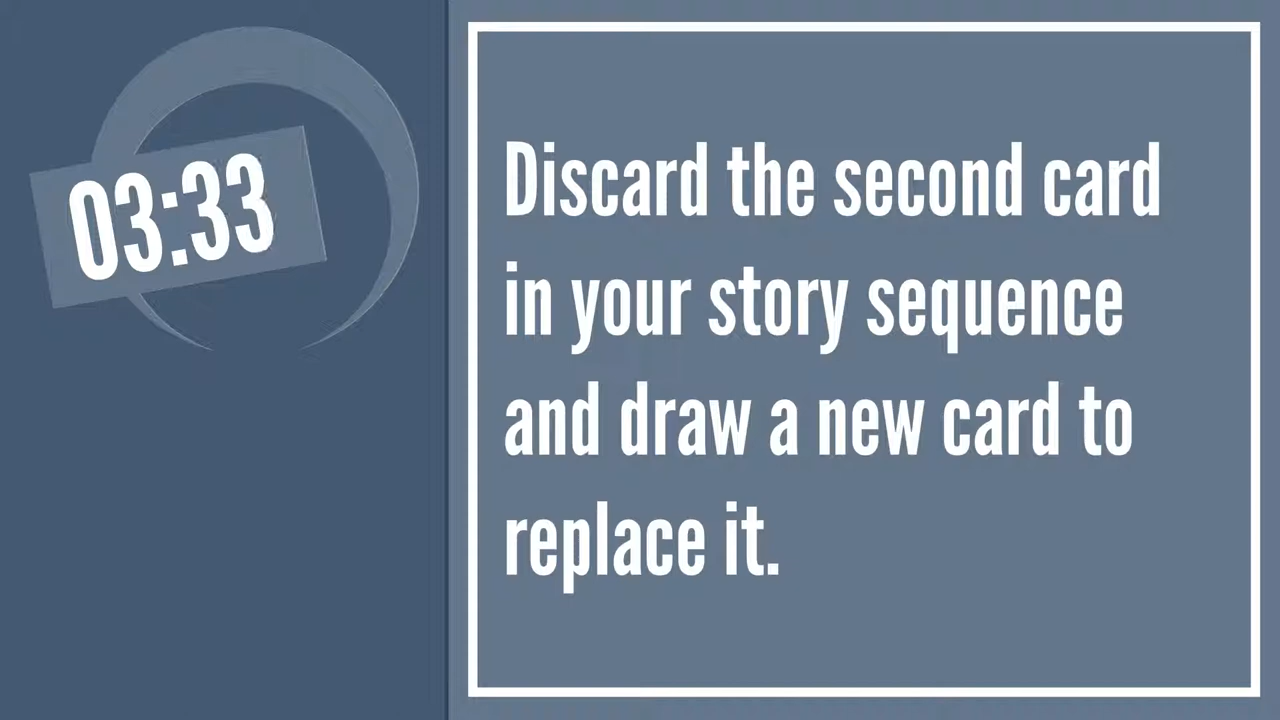 03:33
Discard the second card
in your story sequence
and draw a new card to
replace it.